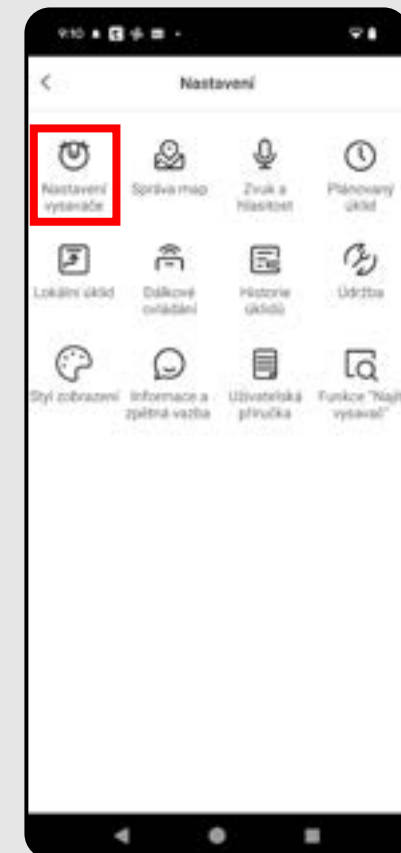 9:10
Nastavení
Nastavení vysavače
Správa map
Zvuk a hlasitost
Plánovaný úklid
Lokální úklid
Dálkové ovládání
Historie úklidů
Údržba
Styl zobrazení
Informace a zpětná vazba
Uživatelská příručka
Funkce "Najít vysavač"